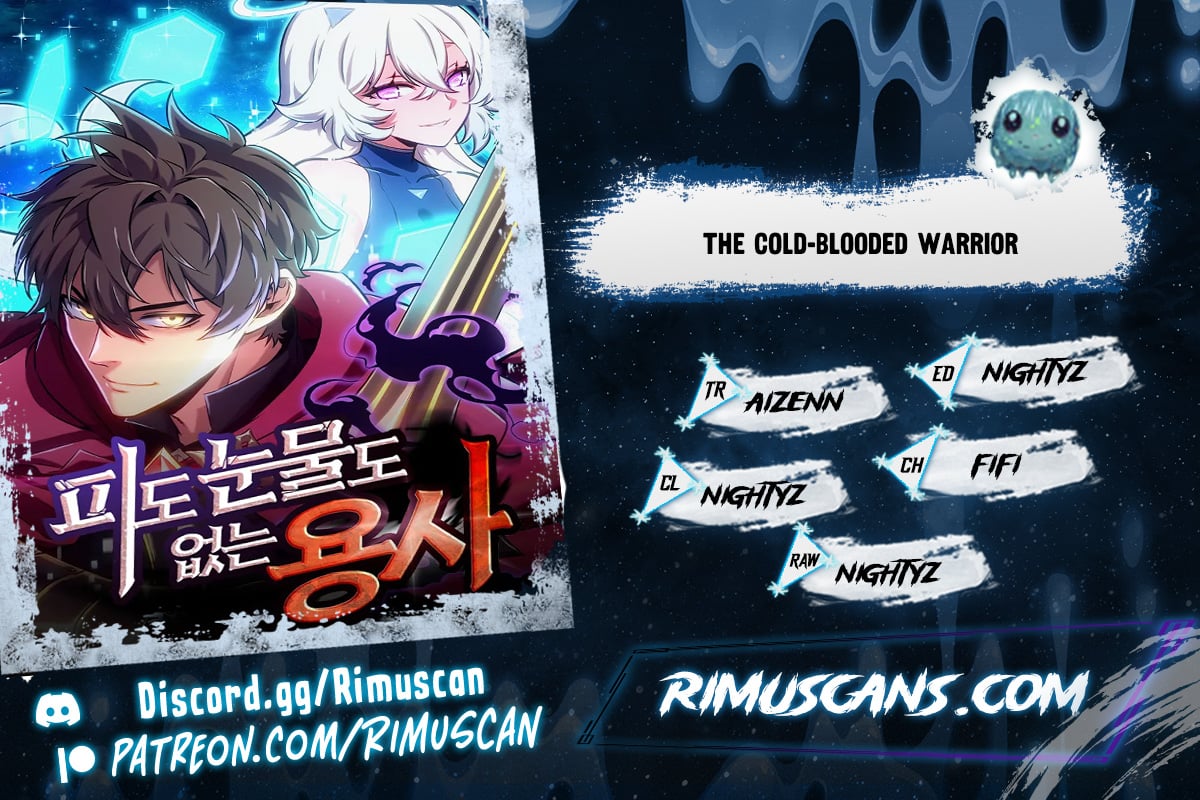 피도 눈물도
없는 용사
THE COLD-BLOODED WARRIOR
TR AIZENN
ED NIGHTYZ
CL NIGHTYZ
CH FIFI
RAW NIGHTYZ
Discord.gg/Rimuscan
PATREON.COM/RIMUSCAN
RIMUSCANS.COM